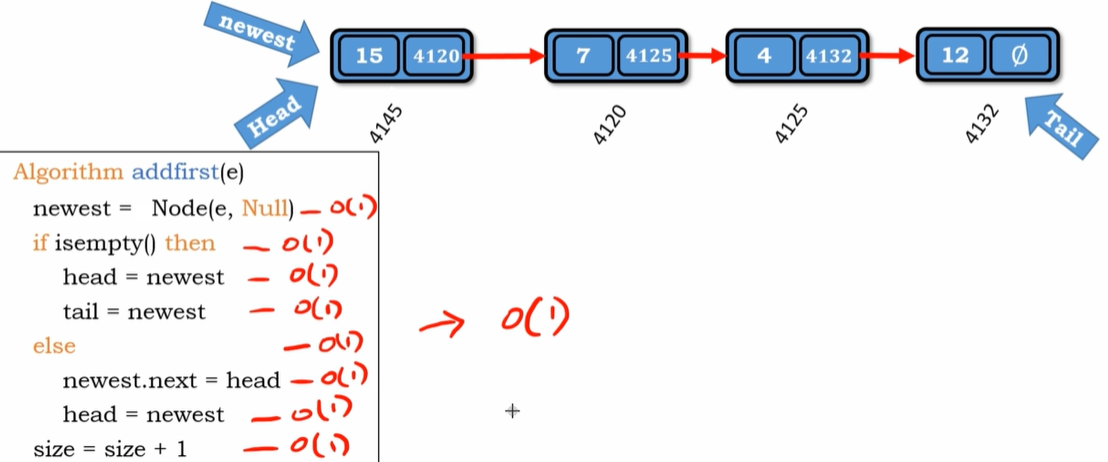 newest
15 4120 7 4125 4 4132 12 Ø
Head
4145 4120 4125 4132
Tail
Algorithm addfirst(e)
newest = Node(e, Null) — O(1)
if isempty() then — O(1)
head = newest — O(1)
tail = newest — O(1)
→ O(1)
else — O(1)
newest.next = head — O(1)
head = newest — O(1)
size = size + 1 — O(1)